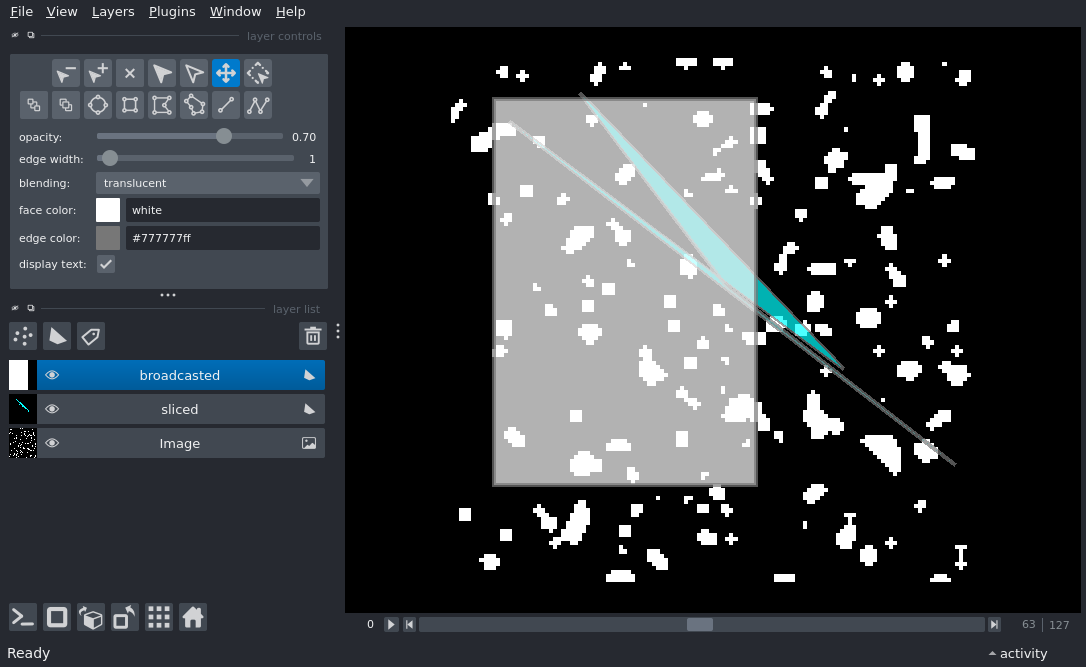 File View Layers Plugins Window Help
layer controls
opacity: 0.70
edge width: 1
blending: translucent
face color: white
edge color: #777777ff
display text:
layer list
broadcasted
sliced
Image
0 63 127
Ready activity